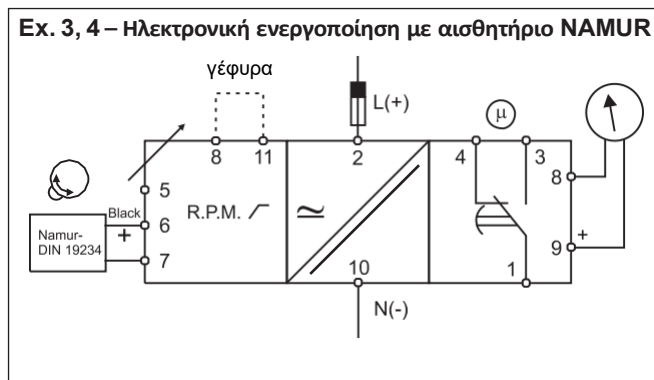 Ex. 3, 4 – Ηλεκτρονική ενεργοποίηση με αισθητήριο NAMUR
γέφυρα
L(+)
μ
8 11 2 4 3
8
5
Black
R.P.M.
6
+
Namur-
DIN 19234
7
9 +
10 1
N(-)